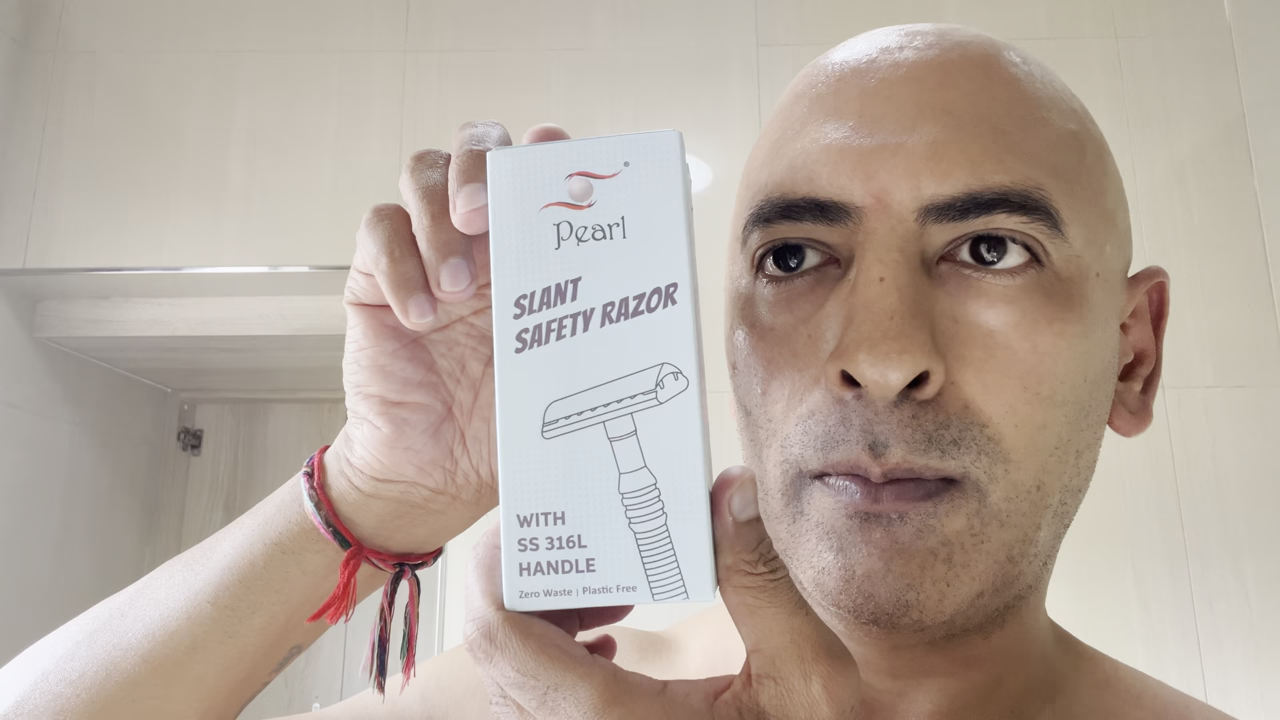 Pearl
SLANT
SAFETY RAZOR
WITH
SS 316L
HANDLE
Zero Waste | Plastic Free